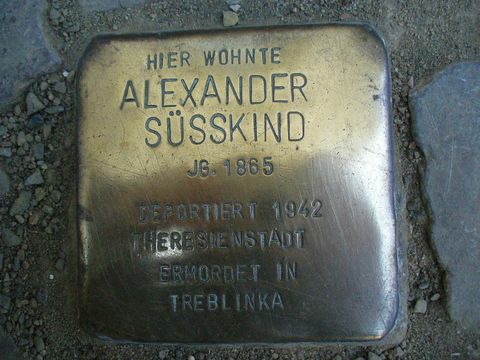 HIER WOHNTE
ALEXANDER
SÜSSKIND
JG. 1865
DEPORTIERT 1942
THERESIENSTADT
ERMORDET IN
TREBLINKA